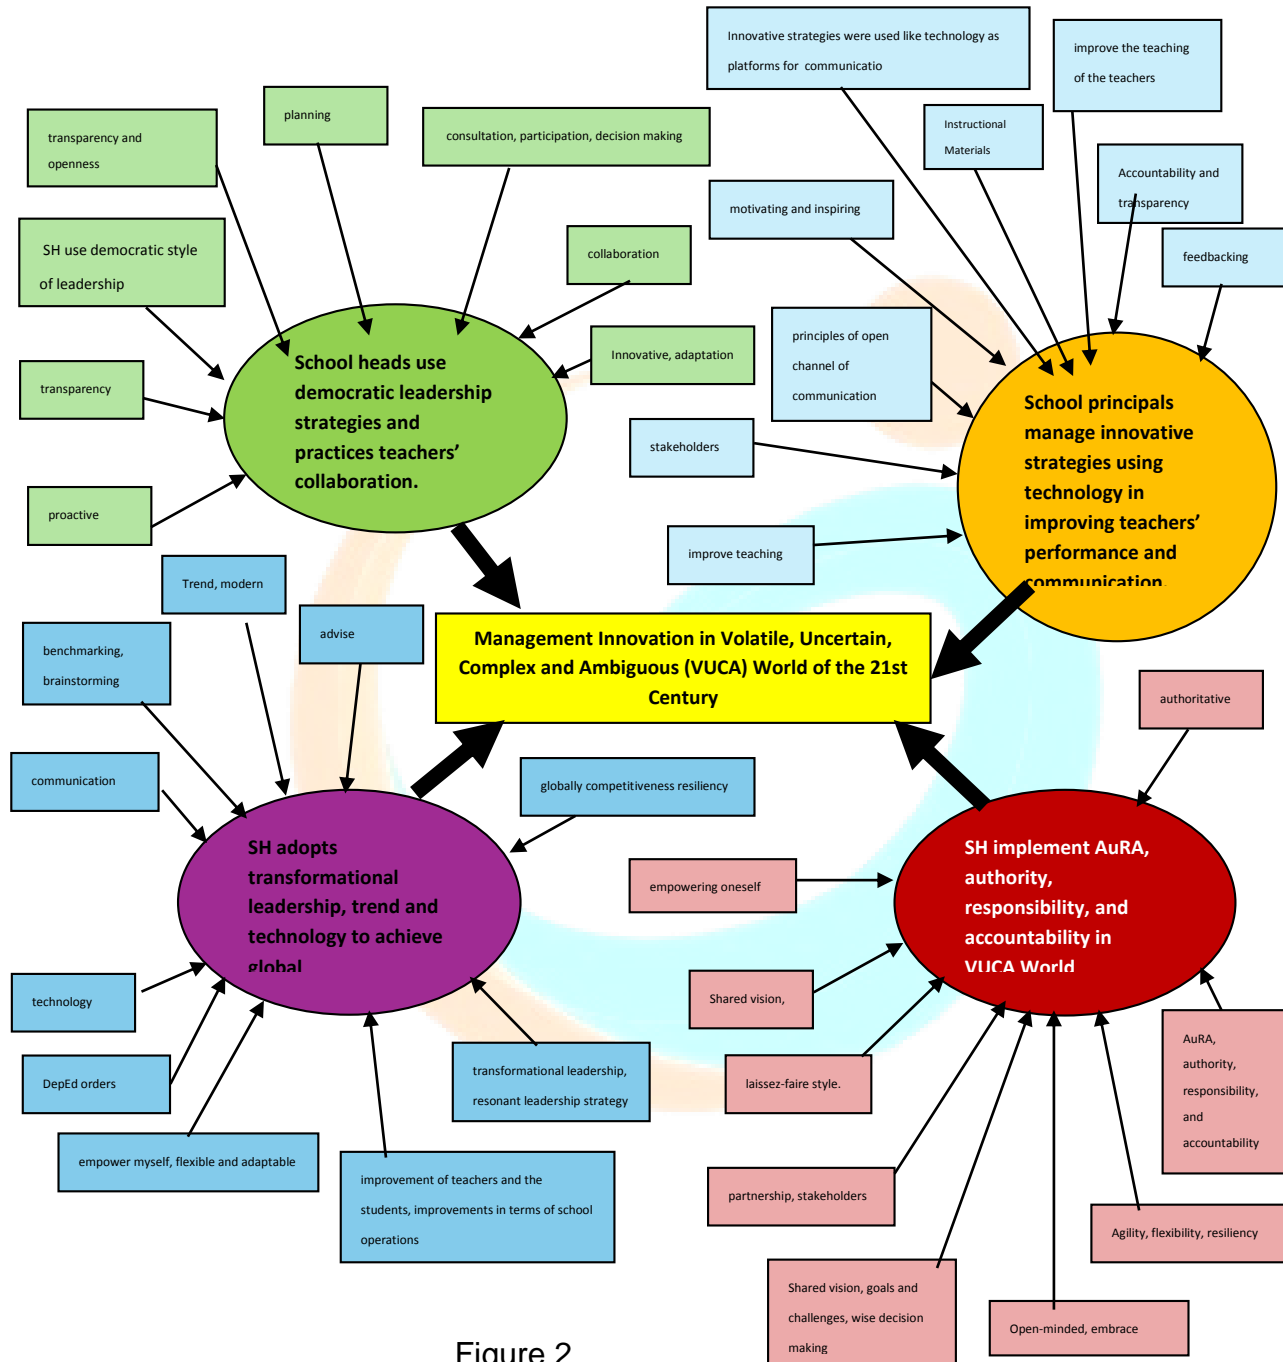 Innovative strategies were used like technology as
platforms for communicatio
improve the teaching
of the teachers
planning
transparency and
openness
consultation, participation, decision making
Instructional
Materials
Accountability and
transparency
motivating and inspiring
SH use democratic style
of leadership
collaboration
feedbacking
principles of open
channel of
communication
Innovative, adaptation
transparency
School heads use
democratic leadership
strategies and
practices teachers’
collaboration.
School principals
manage innovative
strategies using
technology in
improving teachers’
performance and
communication.
stakeholders
proactive
improve teaching
Trend, modern
advise
benchmarking,
brainstorming
Management Innovation in Volatile, Uncertain,
Complex and Ambiguous (VUCA) World of the 21st
Century
authoritative
communication
globally competitiveness resiliency
SH adopts
transformational
leadership, trend and
technology to achieve
global
SH implement AuRA,
authority,
responsibility, and
accountability in
VUCA World
empowering oneself
technology
Shared vision,
DepEd orders
transformational leadership,
resonant leadership strategy
laissez-faire style.
AuRA,
authority,
responsibility,
and
accountability
empower myself, flexible and adaptable
improvement of teachers and the
students, improvements in terms of school
operations
partnership, stakeholders
Agility, flexibility, resiliency
Shared vision, goals and
challenges, wise decision
making
Open-minded, embrace
Figure 2